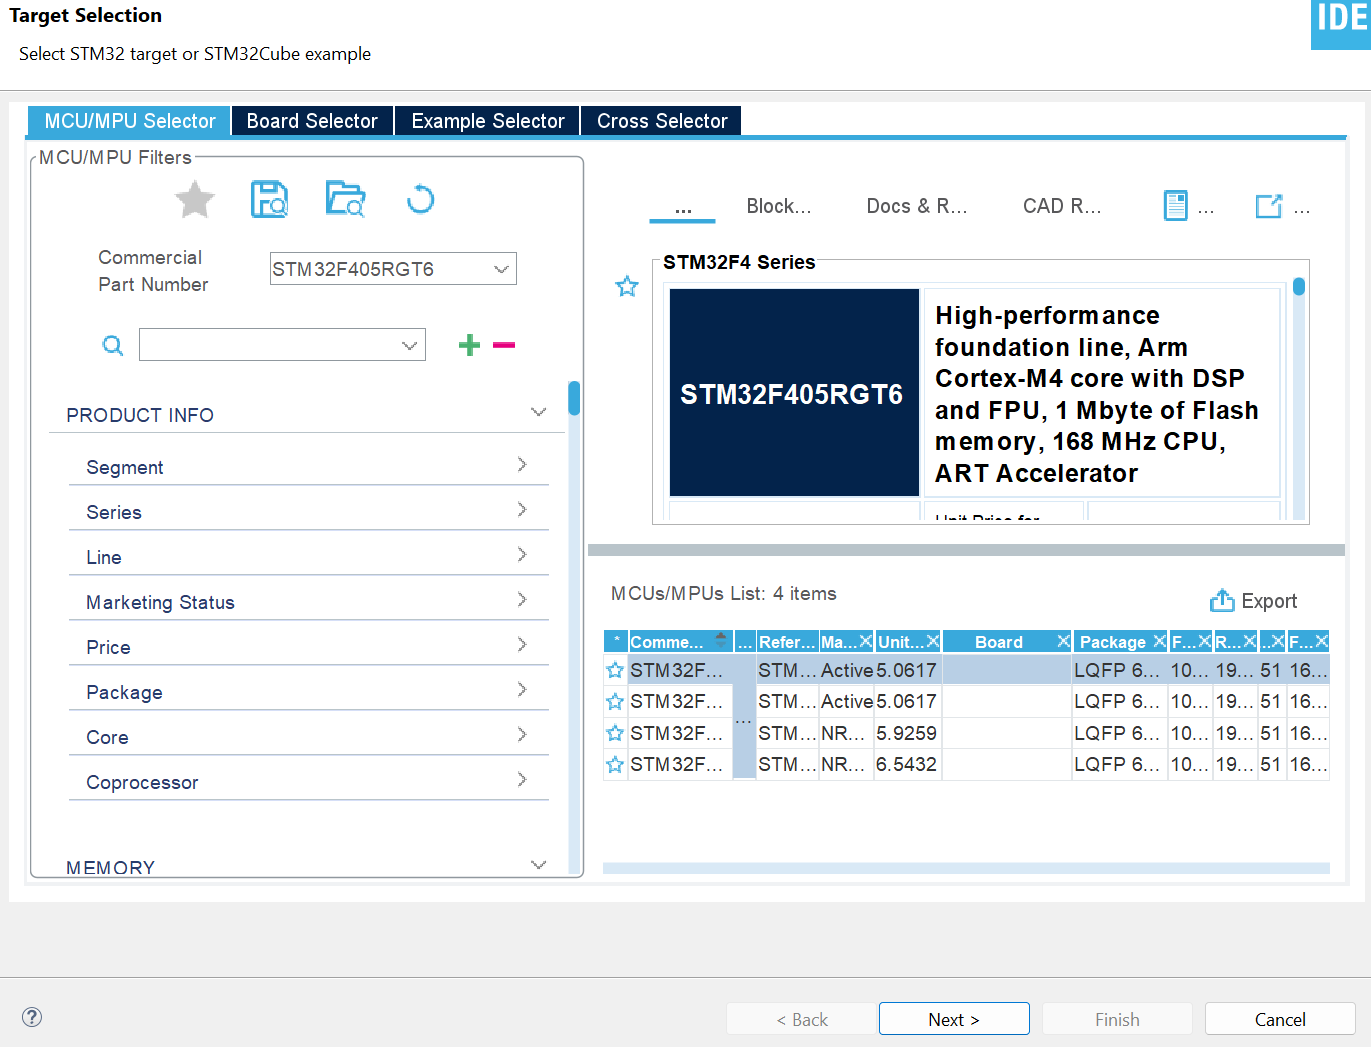 Target Selection
IDE
Select STM32 target or STM32Cube example
MCU/MPU Selector
Board Selector
Example Selector
Cross Selector
MCU/MPU Filters
Commercial
Part Number
STM32F405RGT6
PRODUCT INFO
Segment
Series
Line
Marketing Status
Price
Package
Core
Coprocessor
MEMORY
... Block... Docs & R... CAD R... ... ...
STM32F4 Series
STM32F405RGT6
High-performance
foundation line, Arm
Cortex-M4 core with DSP
and FPU, 1 Mbyte of Flash
memory, 168 MHz CPU,
ART Accelerator
Unit Price for
MCUs/MPUs List: 4 items
Export
* Comme... ... Refer... Ma... Unit... Board Package F... R... .. F...
STM32F... STM... Active 5.0617 LQFP 6... 10... 19... 51 16...
STM32F... ... STM... Active 5.0617 LQFP 6... 10... 19... 51 16...
STM32F... STM... NR... 5.9259 LQFP 6... 10... 19... 51 16...
STM32F... STM... NR... 6.5432 LQFP 6... 10... 19... 51 16...
?
< Back
Next >
Finish
Cancel